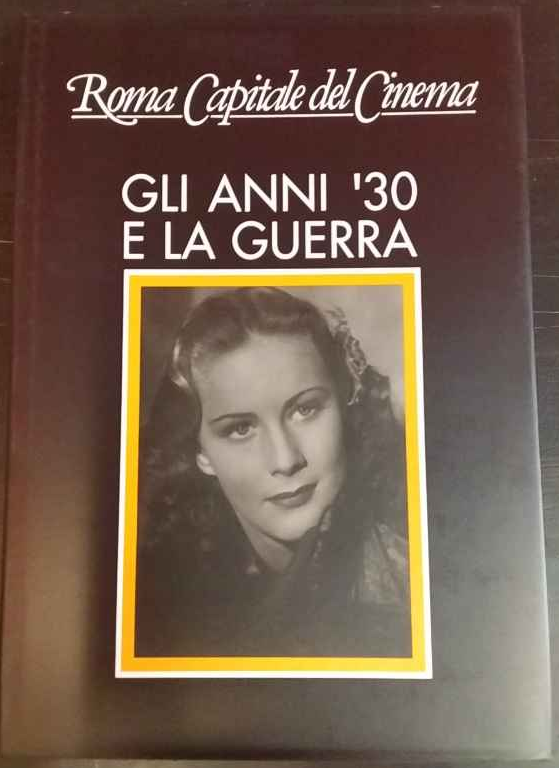 Roma Capitale del Cinema
GLI ANNI '30
E LA GUERRA